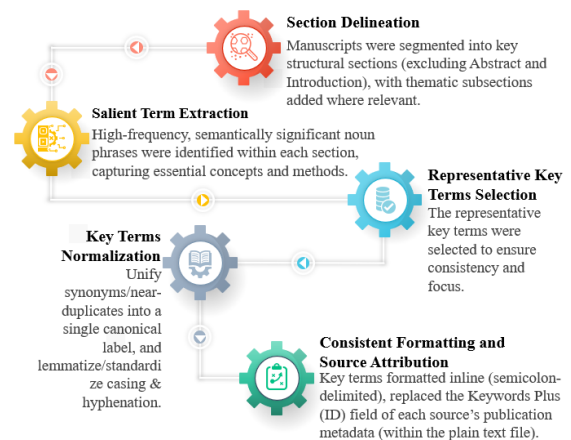 Section Delineation
Manuscripts were segmented into key
structural sections (excluding Abstract and
Introduction), with thematic subsections
added where relevant.
Salient Term Extraction
High-frequency, semantically significant noun
phrases were identified within each section,
capturing essential concepts and methods.
Representative Key
Terms Selection
The representative
key terms were
selected to ensure
consistency and
focus.
Key Terms
Normalization
Unify
synonyms/near-
duplicates into a
single canonical
label, and
lemmatize/standardi
ze casing &
hyphenation.
Consistent Formatting and
Source Attribution
Key terms formatted inline (semicolon-
delimited), replaced the Keywords Plus
(ID) field of each source’s publication
metadata (within the plain text file).